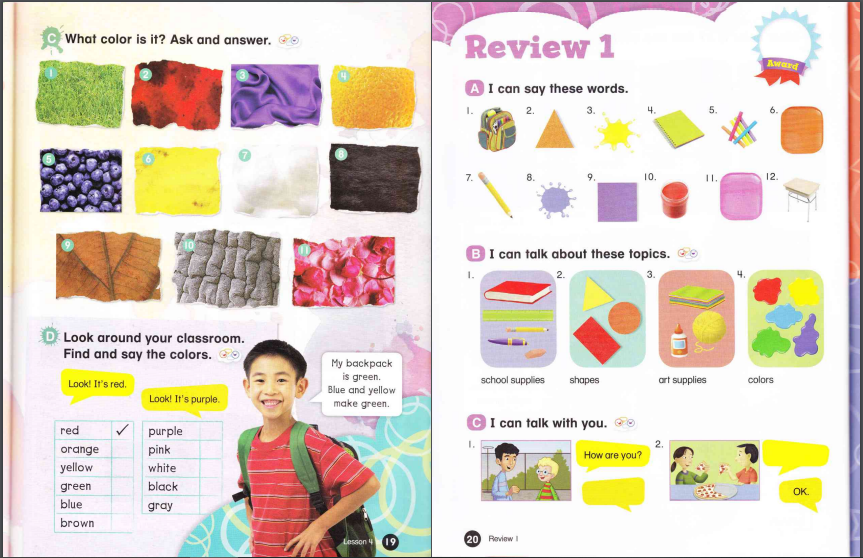 C What color is it? Ask and answer.
1
2
3
4
5
6
7
8
9
10
11
D Look around your classroom.
Find and say the colors.
Look! It's red.
Look! It's purple.
My backpack
is green.
Blue and yellow
make green.
red ✓
orange
yellow
green
blue
brown
purple
pink
white
black
gray
Lesson 4 19
Review 1
Award
A I can say these words.
1. 2. 3. 4. 5. 6.
7. 8. 9. 10. 11. 12.
B I can talk about these topics.
1. 2. 3. 4.
school supplies shapes art supplies colors
C I can talk with you.
1. 2.
How are you?
OK.
20 Review 1